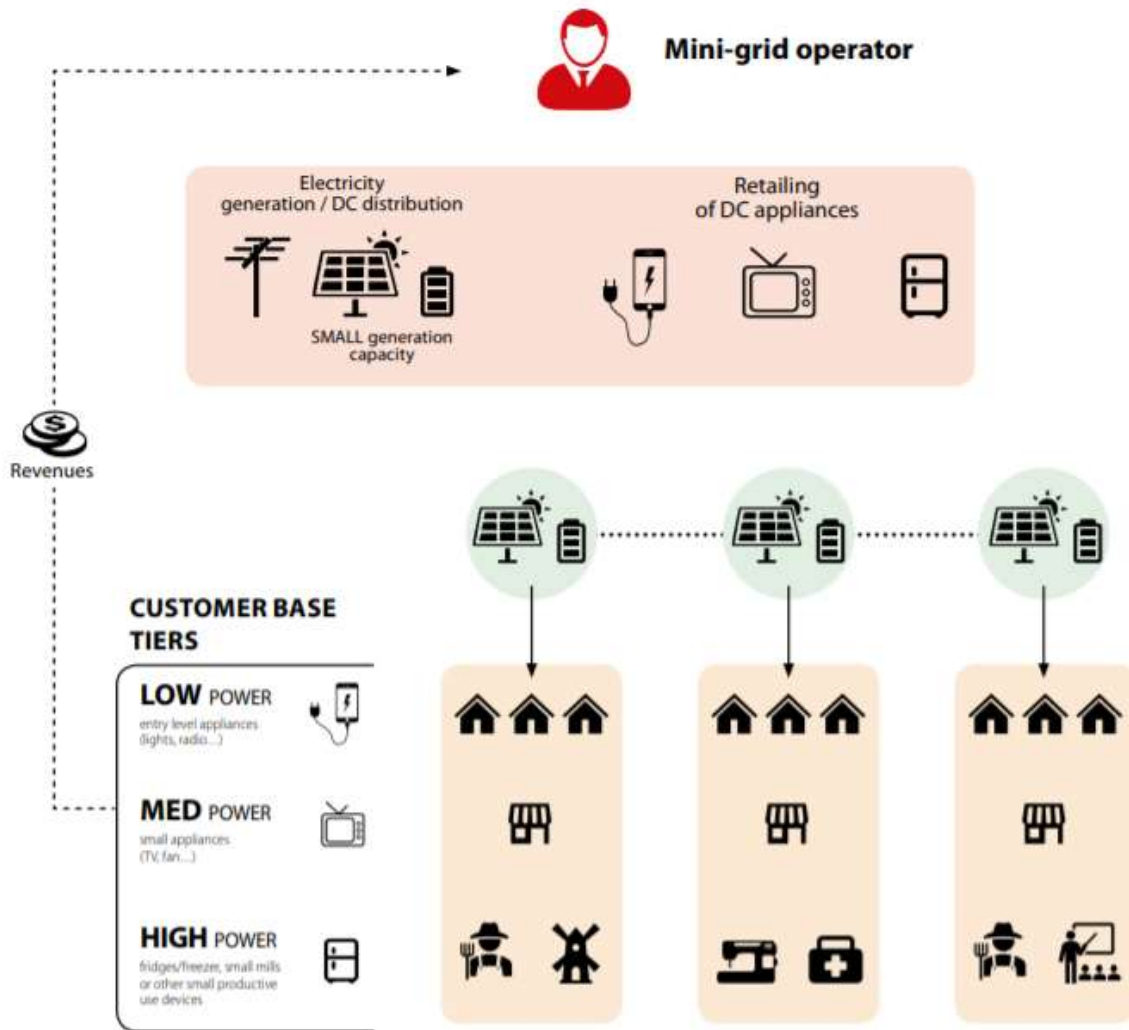 Mini-grid operator
Electricity
generation / DC distribution
SMALL generation
capacity
Retailing
of DC appliances
$
Revenues
CUSTOMER BASE
TIERS
LOW POWER
entry level appliances
(lights, radio...)
MED POWER
small appliances
(TV, fan...)
HIGH POWER
fridges/freezer, small mills
or other small productive
use devices